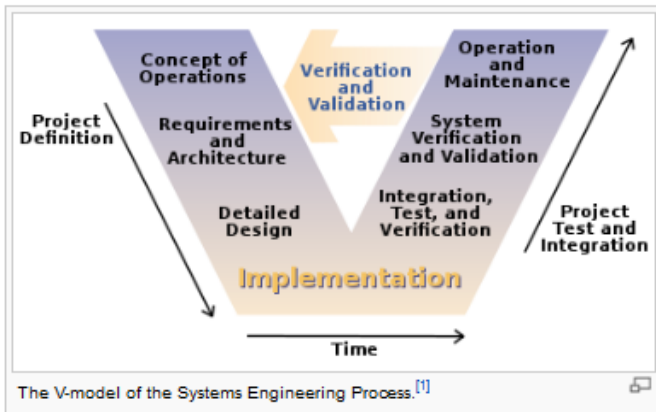 Concept of
Operations
Verification
and
Validation
Operation
and
Maintenance
Project
Definition
Requirements
and
Architecture
System
Verification
and Validation
Detailed
Design
Integration,
Test, and
Verification
Project
Test and
Integration
Implementation
Time
The V-model of the Systems Engineering Process.[1]